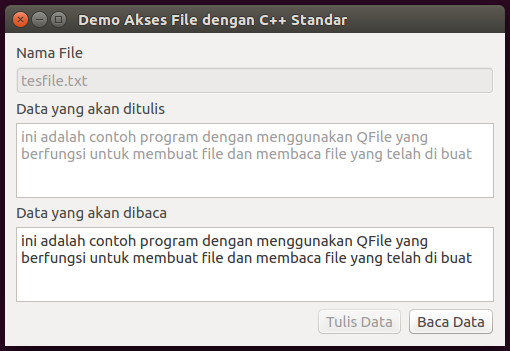 Demo Akses File dengan C++ Standar
Nama File
tesfile.txt
Data yang akan ditulis
ini adalah contoh program dengan menggunakan QFile yang
berfungsi untuk membuat file dan membaca file yang telah di buat
Data yang akan dibaca
ini adalah contoh program dengan menggunakan QFile yang
berfungsi untuk membuat file dan membaca file yang telah di buat
Tulis Data
Baca Data